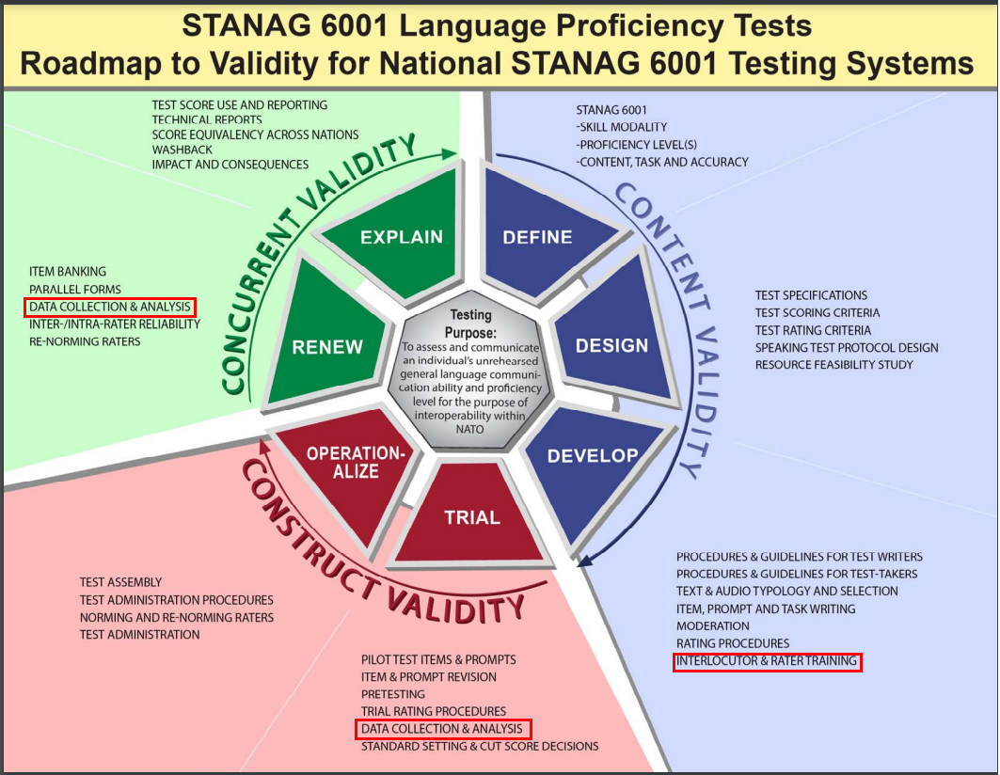 STANAG 6001 Language Proficiency Tests
Roadmap to Validity for National STANAG 6001 Testing Systems
TEST SCORE USE AND REPORTING
TECHNICAL REPORTS
SCORE EQUIVALENCY ACROSS NATIONS
WASHBACK
IMPACT AND CONSEQUENCES
STANAG 6001
-SKILL MODALITY
-PROFICIENCY LEVEL(S)
-CONTENT, TASK AND ACCURACY
CONCURRENT VALIDITY
CONTENT VALIDITY
EXPLAIN
DEFINE
ITEM BANKING
PARALLEL FORMS
DATA COLLECTION & ANALYSIS
INTER-/INTRA-RATER RELIABILITY
RE-NORMING RATERS
RENEW
Testing
Purpose:
To assess and communicate
an individual's unrehearsed
general language communi-
cation ability and proficiency
level for the purpose of
interoperability within
NATO
DESIGN
TEST SPECIFICATIONS
TEST SCORING CRITERIA
TEST RATING CRITERIA
SPEAKING TEST PROTOCOL DESIGN
RESOURCE FEASIBILITY STUDY
OPERATION-
ALIZE
DEVELOP
TRIAL
CONSTRUCT VALIDITY
PROCEDURES & GUIDELINES FOR TEST WRITERS
PROCEDURES & GUIDELINES FOR TEST-TAKERS
TEXT & AUDIO TYPOLOGY AND SELECTION
ITEM, PROMPT AND TASK WRITING
MODERATION
RATING PROCEDURES
INTERLOCUTOR & RATER TRAINING
TEST ASSEMBLY
TEST ADMINISTRATION PROCEDURES
NORMING AND RE-NORMING RATERS
TEST ADMINISTRATION
PILOT TEST ITEMS & PROMPTS
ITEM & PROMPT REVISION
PRETESTING
TRIAL RATING PROCEDURES
DATA COLLECTION & ANALYSIS
STANDARD SETTING & CUT SCORE DECISIONS